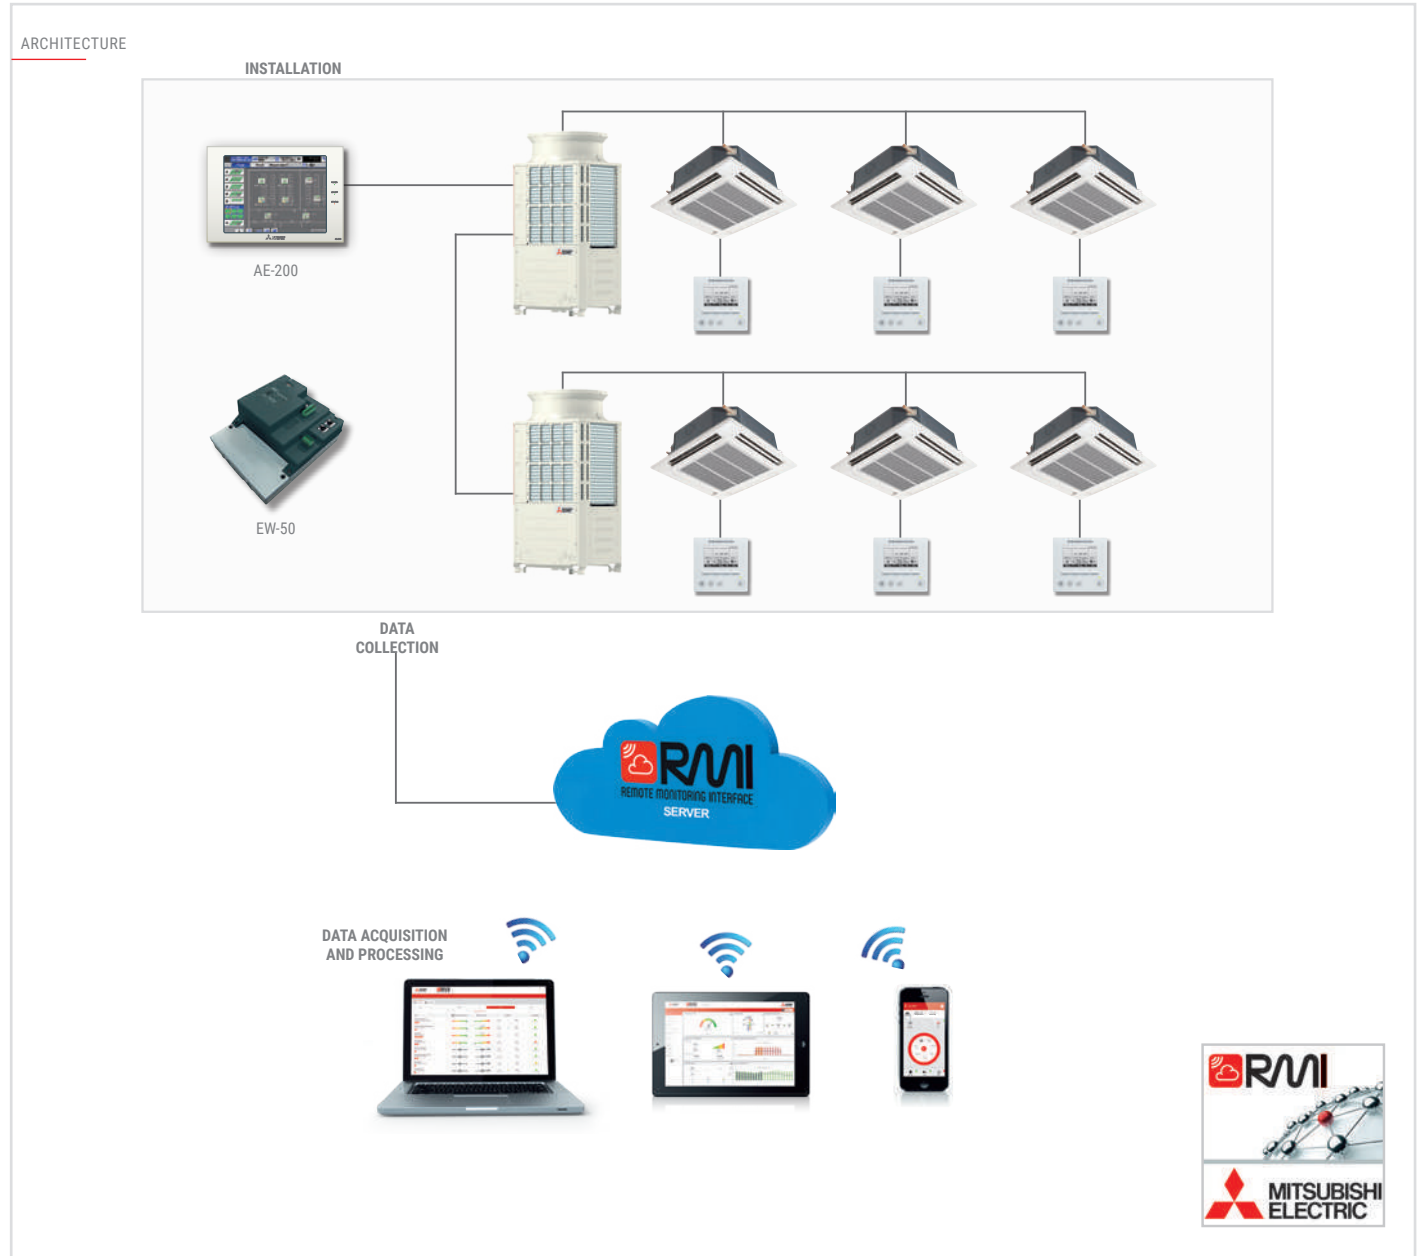 ARCHITECTURE
INSTALLATION
AE-200
EW-50
DATA
COLLECTION
RMI
REMOTE MONITORING INTERFACE
SERVER
DATA ACQUISITION
AND PROCESSING
RMI
MITSUBISHI
ELECTRIC